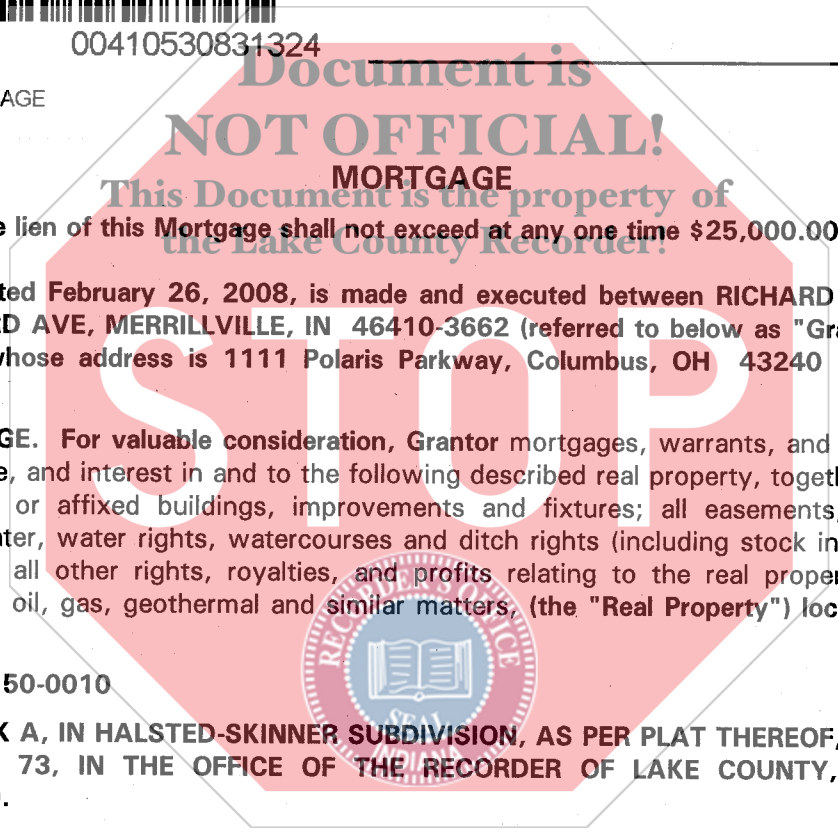 00410530831324
AGE
Document is
NOT OFFICIAL!
MORTGAGE
This Document is the property of
the Lake County Recorder!
lien of this Mortgage shall not exceed at any one time $25,000.00
ted February 26, 2008, is made and executed between RICHARD
D AVE, MERRILLVILLE, IN 46410-3662 (referred to below as "Gra
whose address is 1111 Polaris Parkway, Columbus, OH 43240
STOP
GE. For valuable consideration, Grantor mortgages, warrants, and
e, and interest in and to the following described real property, togeth
or affixed buildings, improvements and fixtures; all easements,
ter, water rights, watercourses and ditch rights (including stock in
all other rights, royalties, and profits relating to the real proper
oil, gas, geothermal and similar matters, (the "Real Property") loc
RECORDER'S OFFICE
SEAL
INDIANA
50-0010
K A, IN HALSTED-SKINNER SUBDIVISION, AS PER PLAT THEREOF,
73, IN THE OFFICE OF THE RECORDER OF LAKE COUNTY,